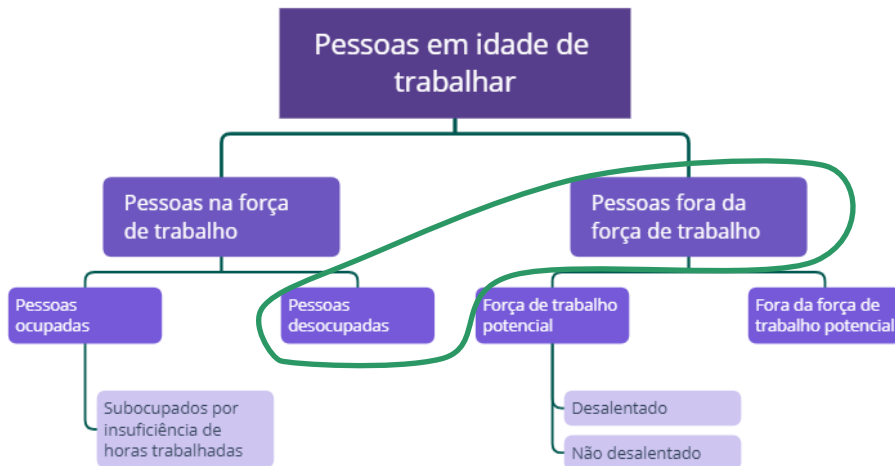 Pessoas em idade de
trabalhar
Pessoas na força
de trabalho
Pessoas fora da
força de trabalho
Pessoas
ocupadas
Pessoas
desocupadas
Força de trabalho
potencial
Fora da força de
trabalho potencial
Subocupados por
insuficiência de
horas trabalhadas
Desalentado
Não desalentado